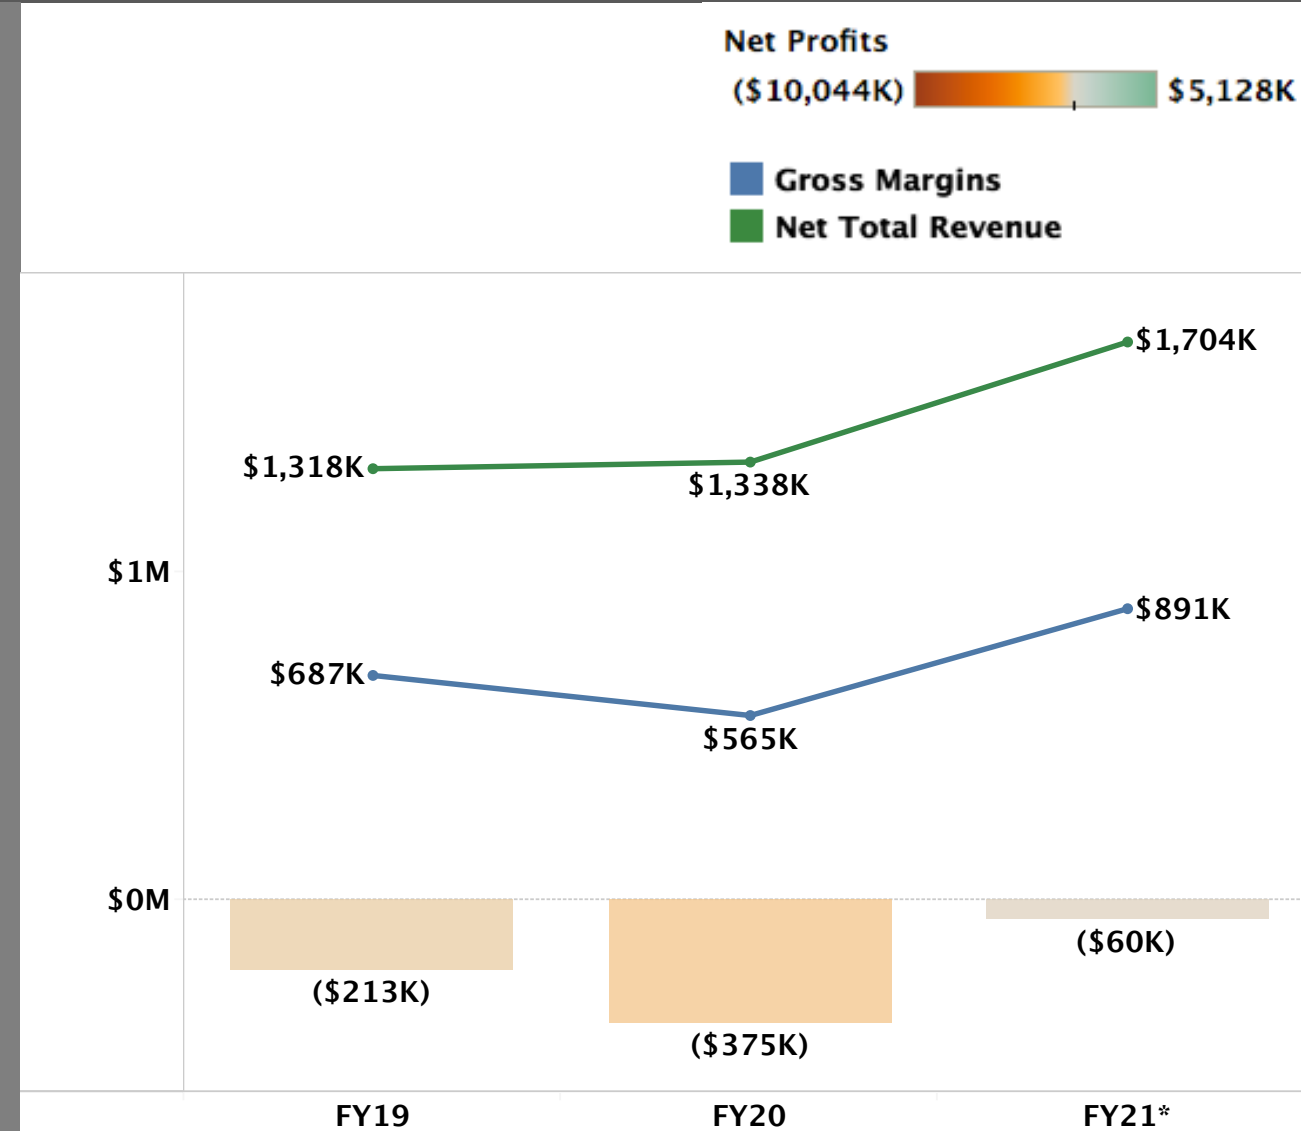 Net Profits
($10,044K) $5,128K
Gross Margins
Net Total Revenue
$1,704K
$1,318K
$1,338K
$1M
$891K
$687K
$565K
$0M
($60K)
($213K)
($375K)
FY19 FY20 FY21*